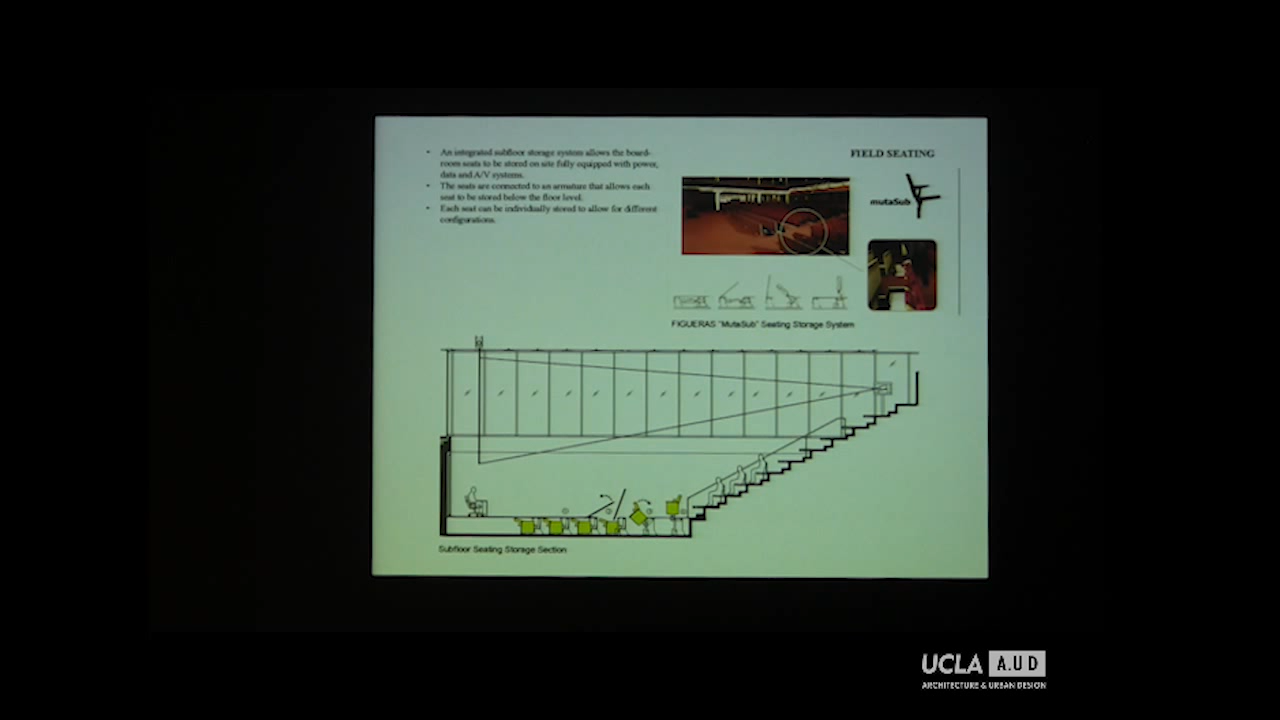 • An integrated subfloor storage system allows the board-
room seats to be stored on site fully equipped with power,
data and A/V systems.
• The seats are connected to an armature that allows each
seat to be stored below the floor level.
• Each seat can be individually stored to allow for different
configurations.
FIELD SEATING
mutaSub
FIGUERAS "MutaSub" Seating Storage System
Subfloor Seating Storage Section
UCLA A.U D
ARCHITECTURE & URBAN DESIGN